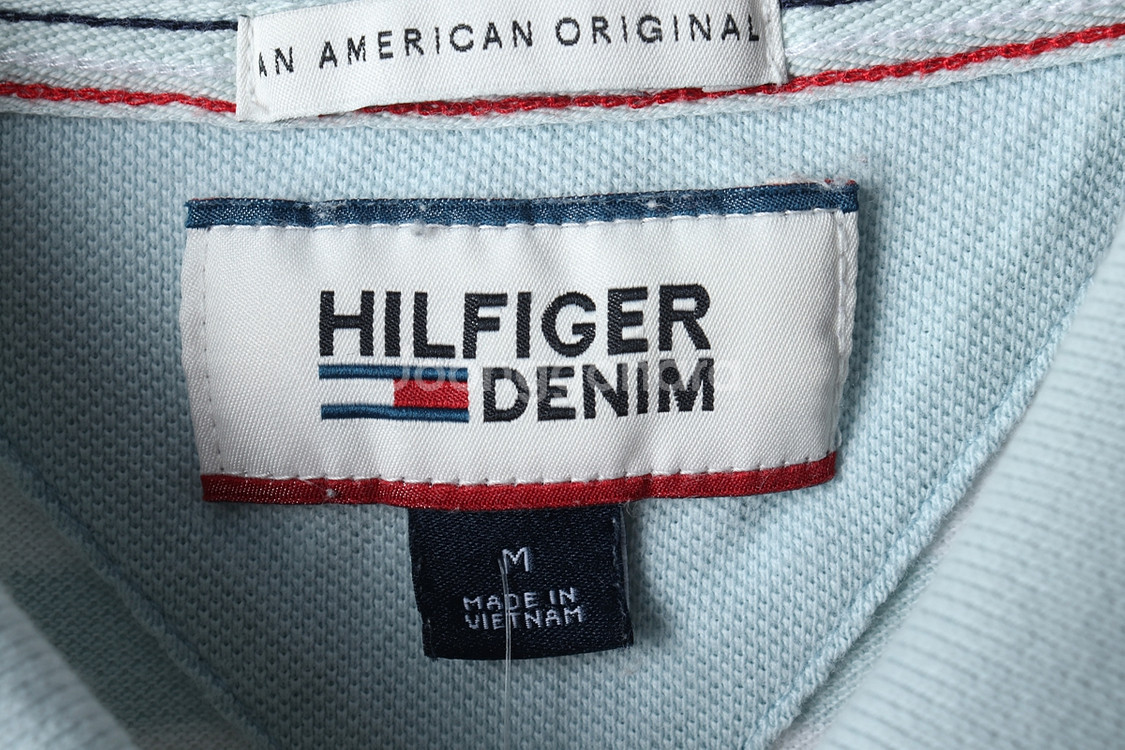 AN AMERICAN ORIGINAL
HILFIGER
DENIM
M
MADE IN
VIETNAM